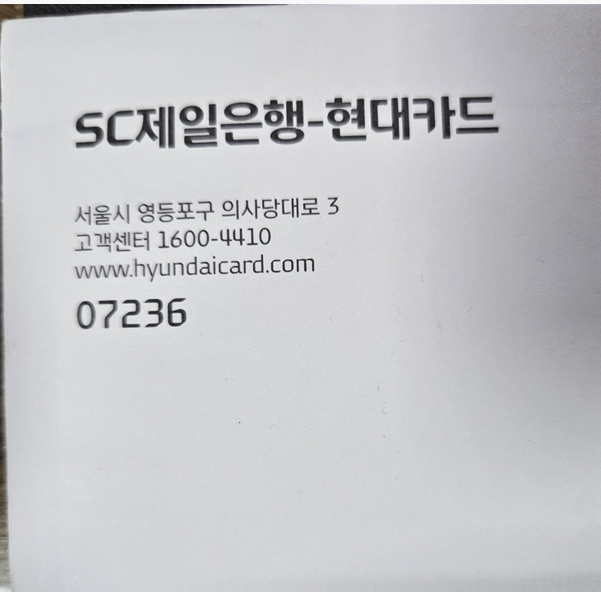 SC제일은행-현대카드
서울시 영등포구 의사당대로 3
고객센터 1600-4410
www.hyundaicard.com
07236